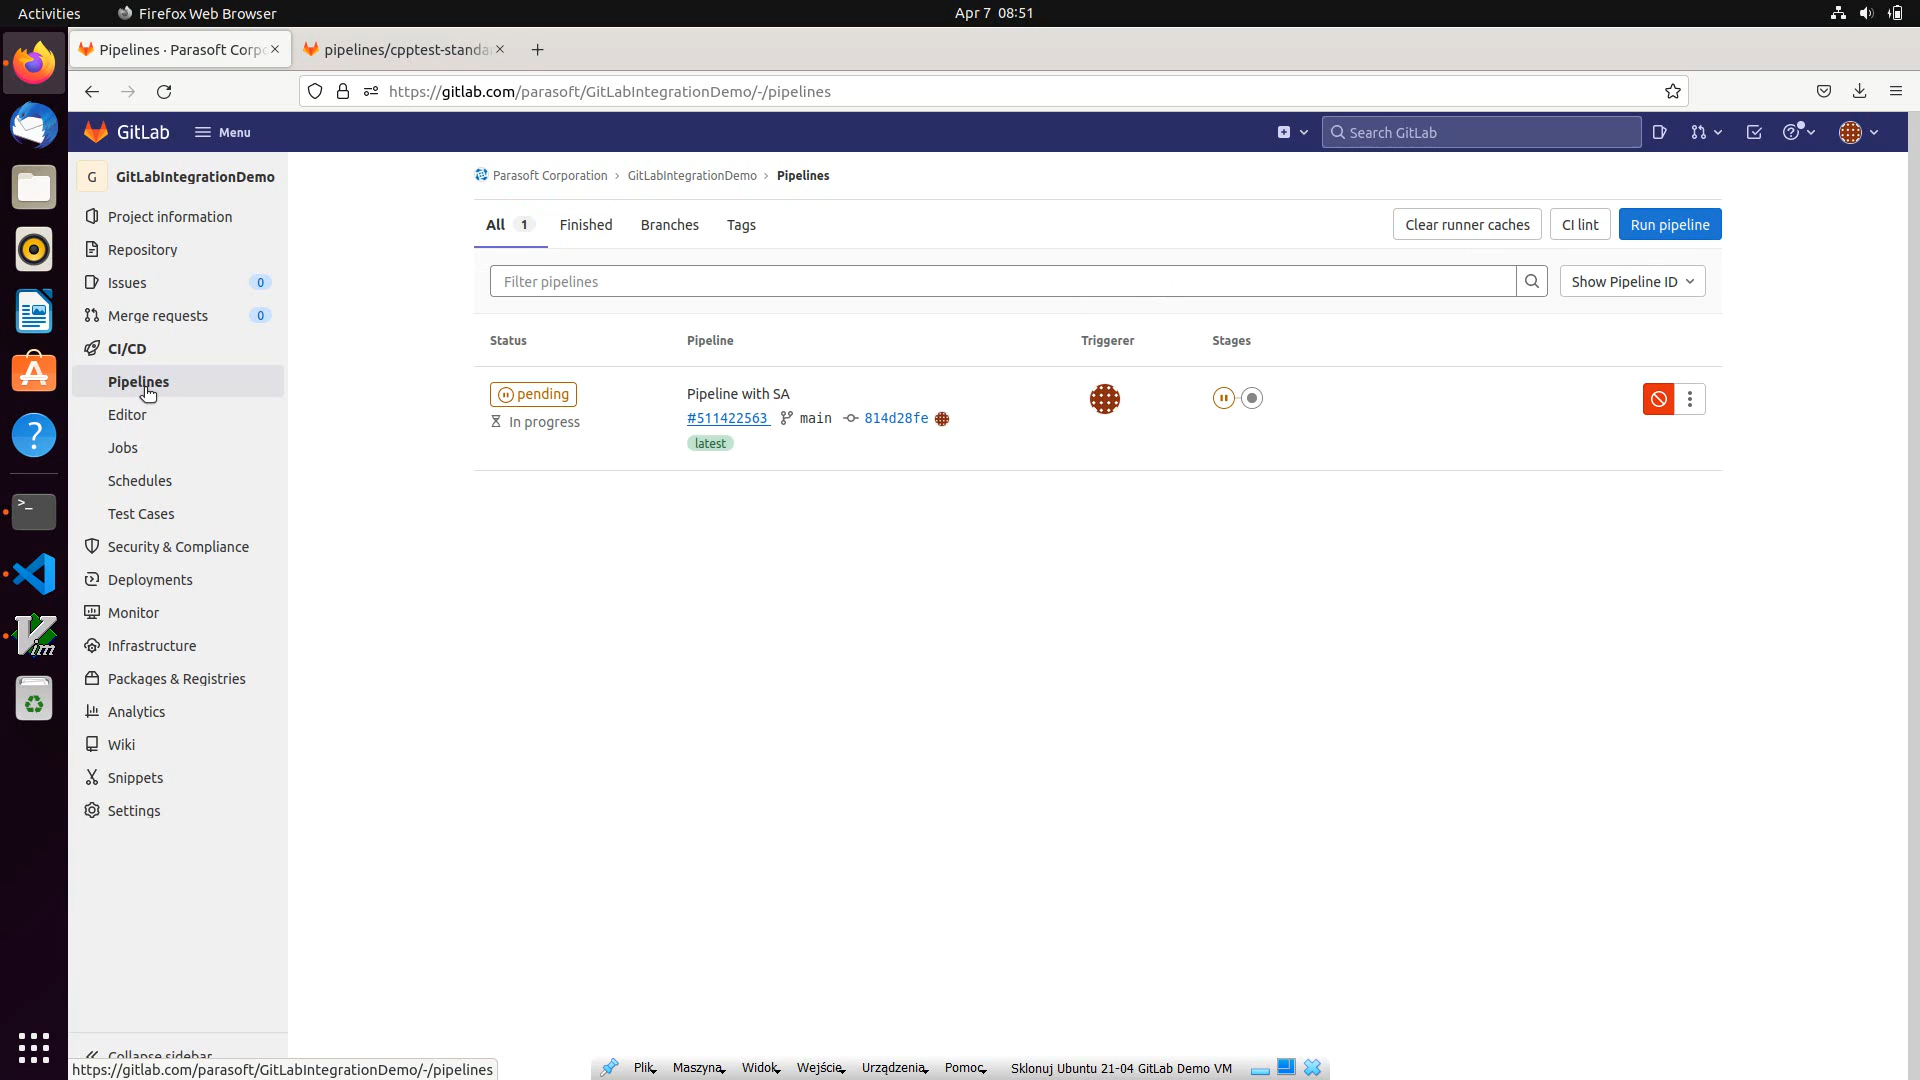 Activities
Firefox Web Browser
Apr 7 08:51
Pipelines · Parasoft Corp
pipelines/cpptest-standa
https://gitlab.com/parasoft/GitLabIntegrationDemo/-/pipelines
GitLab
Menu
Search GitLab
G GitLabIntegrationDemo
Project information
Repository
Issues 0
Merge requests 0
CI/CD
Pipelines
Editor
Jobs
Schedules
Test Cases
Security & Compliance
Deployments
Monitor
Infrastructure
Packages & Registries
Analytics
Wiki
Snippets
Settings
Collapse sidebar
Parasoft Corporation › GitLabIntegrationDemo › Pipelines
All 1 Finished Branches Tags
Clear runner caches
CI lint
Run pipeline
Filter pipelines
Show Pipeline ID
Status Pipeline Triggerer Stages
pending
In progress
Pipeline with SA
#511422563 main 814d28fe
latest
https://gitlab.com/parasoft/GitLabIntegrationDemo/-/pipelines
Plik Maszyna Widok Wejście Urządzenia Pomoc Sklonuj Ubuntu 21-04 GitLab Demo VM